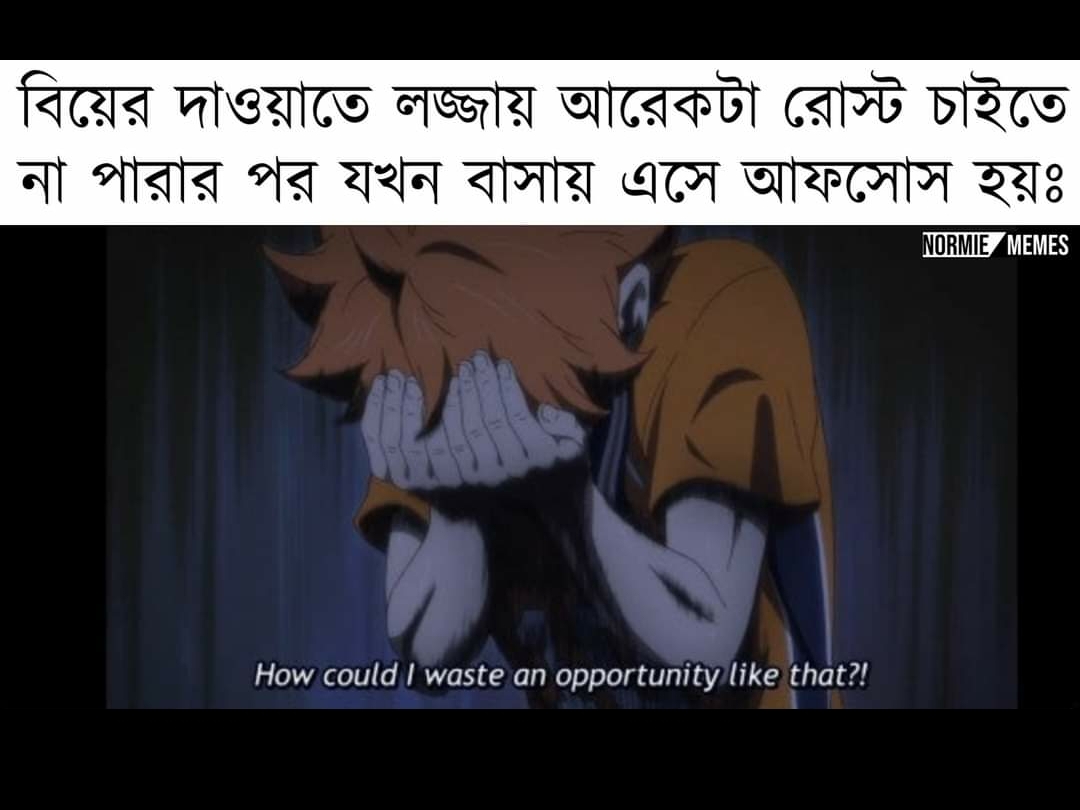 বিয়ের দাওয়াতে লজ্জায় আরেকটা রোস্ট চাইতে
না পারার পর যখন বাসায় এসে আফসোস হয়ঃ
NORMIE MEMES
How could I waste an opportunity like that?!